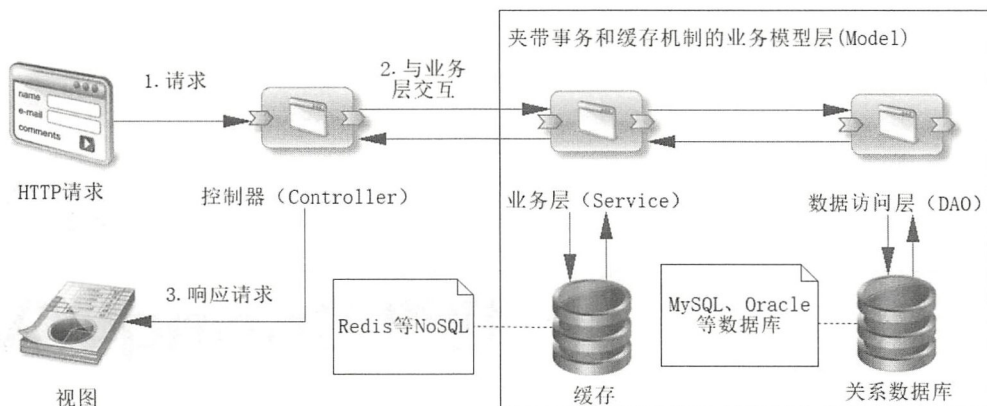 夹带事务和缓存机制的业务模型层(Model)
1.请求
2.与业务
层交互
name
e-mail
comments
HTTP请求
控制器（Controller）
业务层（Service）
数据访问层（DAO）
3.响应请求
Redis等NoSQL
MySQL、Oracle
等数据库
视图
缓存
关系数据库